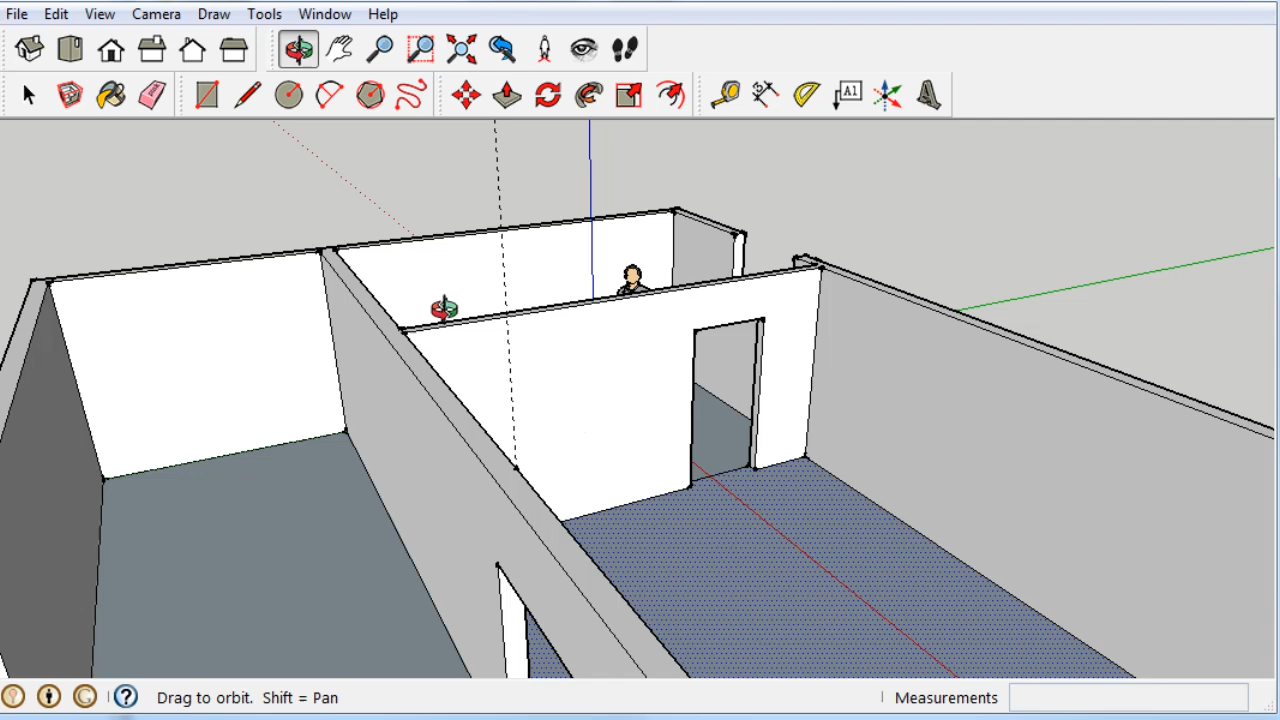 File Edit View Camera Draw Tools Window Help
A1
Drag to orbit. Shift = Pan
Measurements